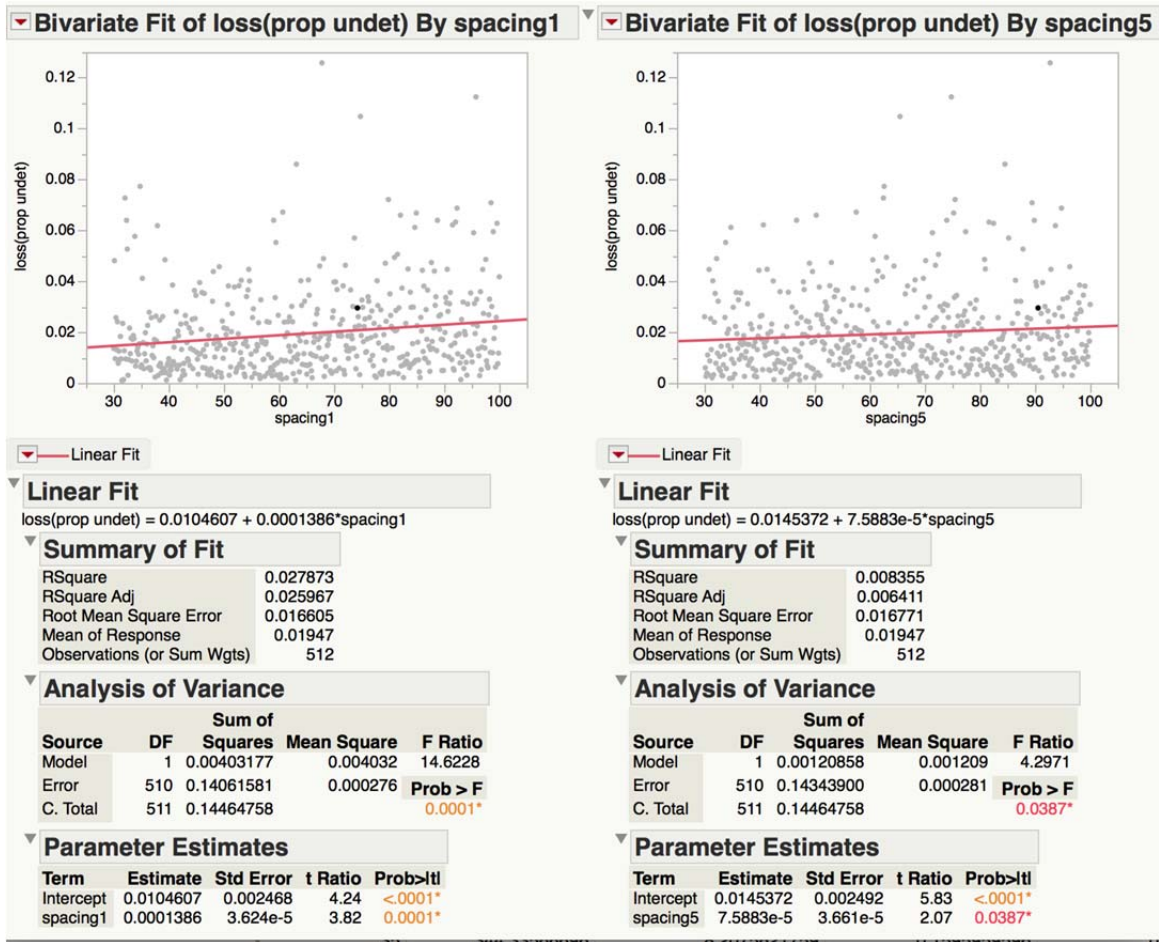 Bivariate Fit of loss(prop undet) By spacing1
0.12
0.1
0.08
0.06
0.04
0.02
0
loss(prop undet)
30 40 50 60 70 80 90 100
spacing1
Linear Fit
Linear Fit
loss(prop undet) = 0.0104607 + 0.0001386*spacing1
Summary of Fit
RSquare 0.027873
RSquare Adj 0.025967
Root Mean Square Error 0.016605
Mean of Response 0.01947
Observations (or Sum Wgts) 512
Analysis of Variance
Sum of
Source DF Squares Mean Square F Ratio
Model 1 0.00403177 0.004032 14.6228
Error 510 0.14061581 0.000276 Prob > F
C. Total 511 0.14464758 0.0001*
Parameter Estimates
Term Estimate Std Error t Ratio Prob>|t|
Intercept 0.0104607 0.002468 4.24 <.0001*
spacing1 0.0001386 3.624e-5 3.82 0.0001*
Bivariate Fit of loss(prop undet) By spacing5
0.12
0.1
0.08
0.06
0.04
0.02
0
loss(prop undet)
30 40 50 60 70 80 90 100
spacing5
Linear Fit
Linear Fit
loss(prop undet) = 0.0145372 + 7.5883e-5*spacing5
Summary of Fit
RSquare 0.008355
RSquare Adj 0.006411
Root Mean Square Error 0.016771
Mean of Response 0.01947
Observations (or Sum Wgts) 512
Analysis of Variance
Sum of
Source DF Squares Mean Square F Ratio
Model 1 0.00120858 0.001209 4.2971
Error 510 0.14343900 0.000281 Prob > F
C. Total 511 0.14464758 0.0387*
Parameter Estimates
Term Estimate Std Error t Ratio Prob>|t|
Intercept 0.0145372 0.002492 5.83 <.0001*
spacing5 7.5883e-5 3.661e-5 2.07 0.0387*